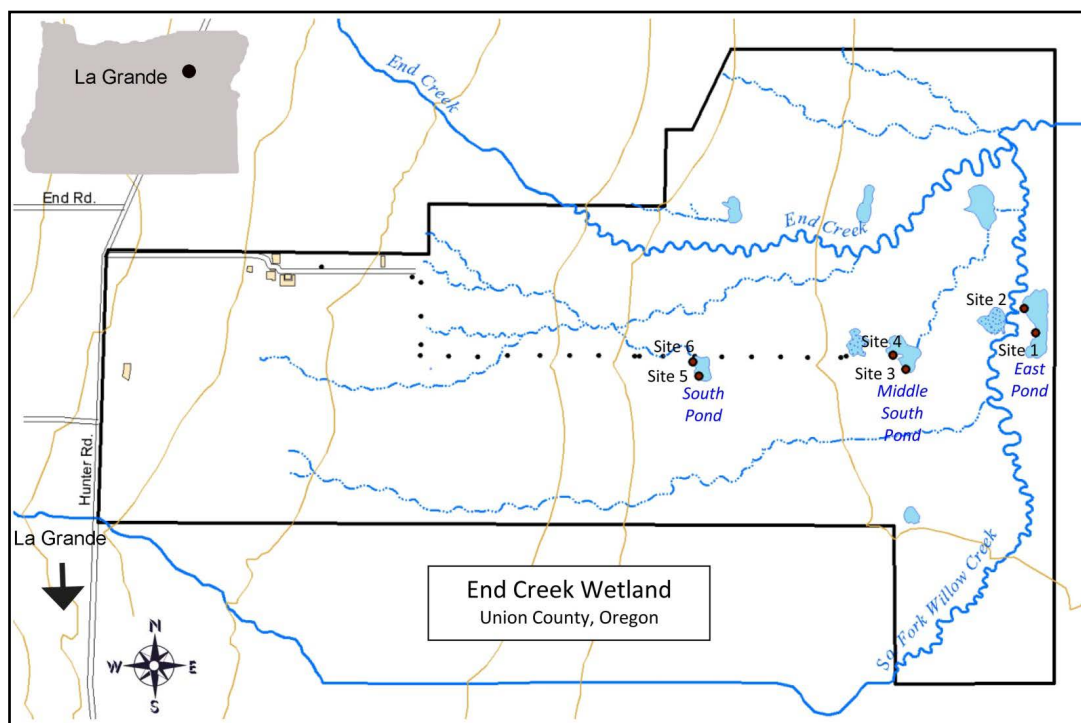 La Grande
End Creek
End Rd.
End Creek
Site 2
Site 1
East
Pond
Site 4
Site 3
Middle
South
Pond
Site 6
Site 5
South
Pond
Hunter Rd.
La Grande
So Fork Willow Creek
End Creek Wetland
Union County, Oregon
N
W
E
S